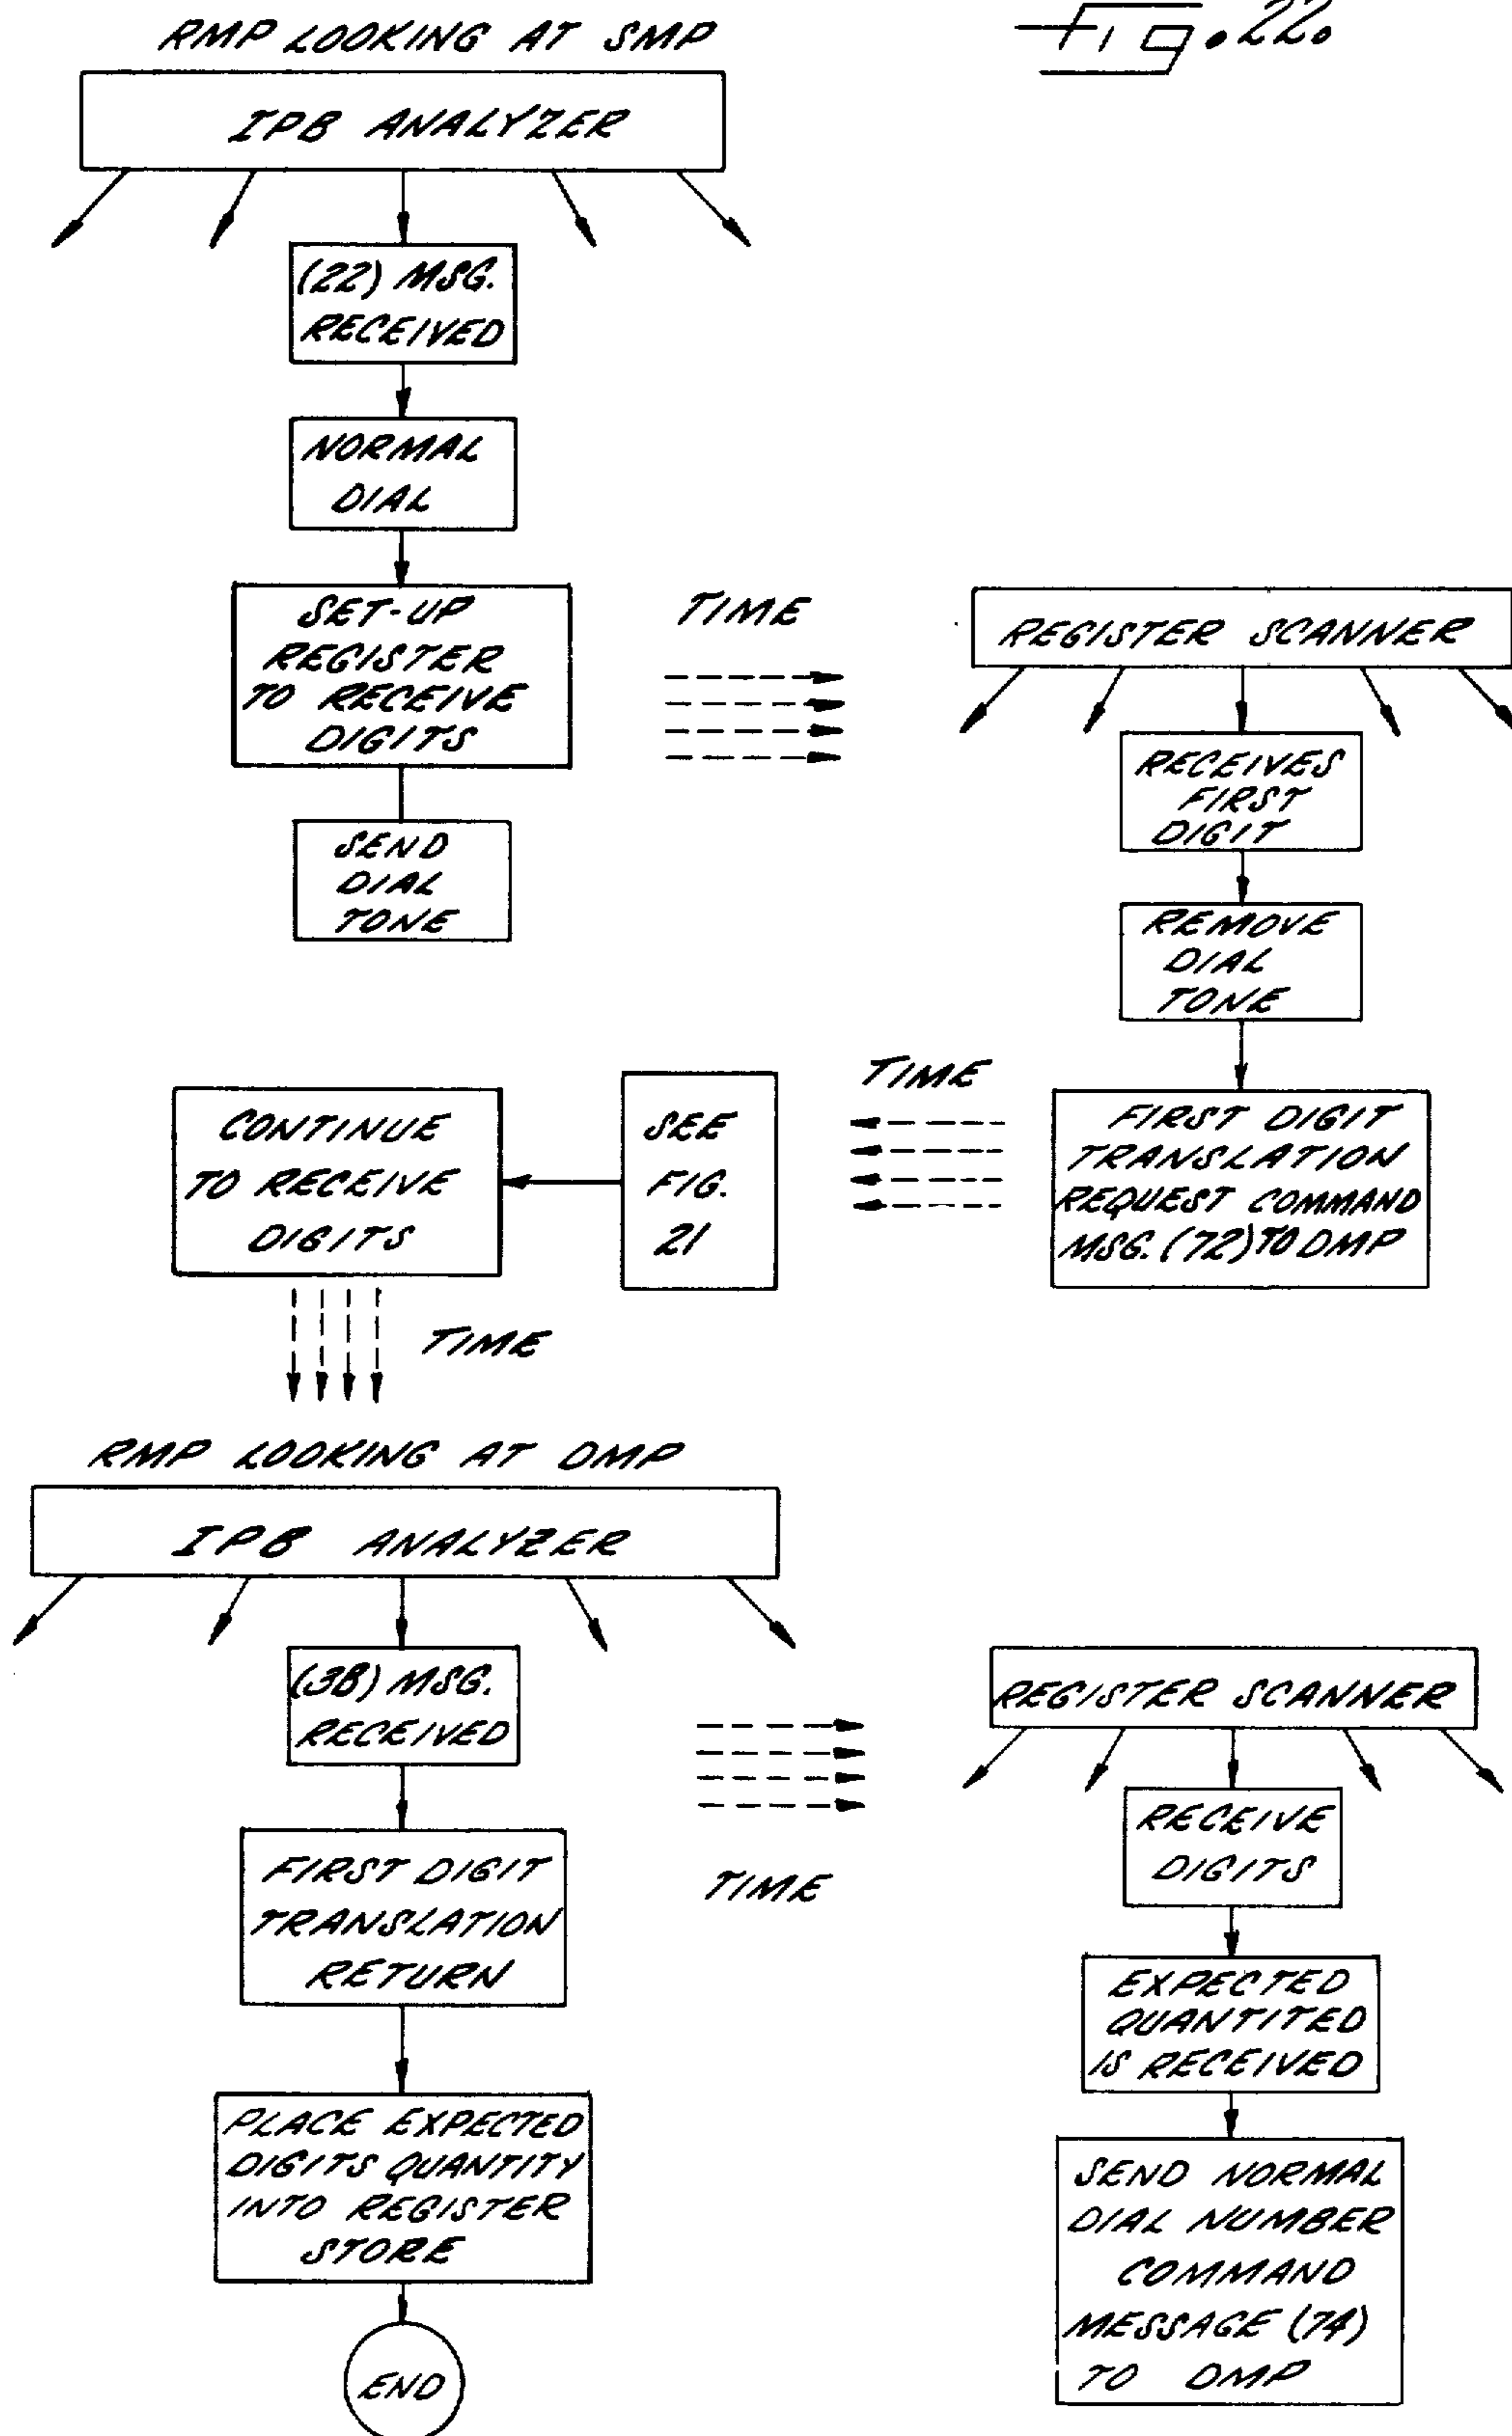 Fig. 22.
RMP LOOKING AT SMP
IPB ANALYZER
(22) MSG.
RECEIVED
NORMAL
DIAL
SET-UP
REGISTER
TO RECEIVE
DIGITS
SEND
DIAL
TONE
TIME
REGISTER SCANNER
RECEIVES
FIRST
DIGIT
REMOVE
DIAL
TONE
FIRST DIGIT
TRANSLATION
REQUEST COMMAND
MSG. (72) TO DMP
TIME
SEE
FIG.
21
CONTINUE
TO RECEIVE
DIGITS
TIME
RMP LOOKING AT DMP
IPB ANALYZER
(3B) MSG.
RECEIVED
FIRST DIGIT
TRANSLATION
RETURN
PLACE EXPECTED
DIGITS QUANTITY
INTO REGISTER
STORE
END
TIME
REGISTER SCANNER
RECEIVE
DIGITS
EXPECTED
QUANTITED
IS RECEIVED
SEND NORMAL
DIAL NUMBER
COMMAND
MESSAGE (74)
TO DMP